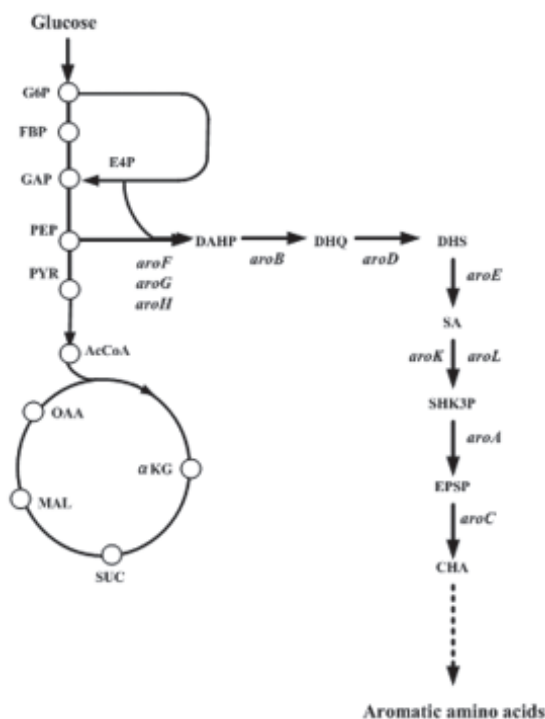 Glucose
G6P
FBP
E4P
GAP
PEP
DAHP
DHQ
DHS
aroF
aroB
aroD
aroG
aroH
PYR
aroE
SA
AcCoA
aroK
aroL
SHK3P
OAA
aroA
αKG
EPSP
MAL
aroC
SUC
CHA
Aromatic amino acids